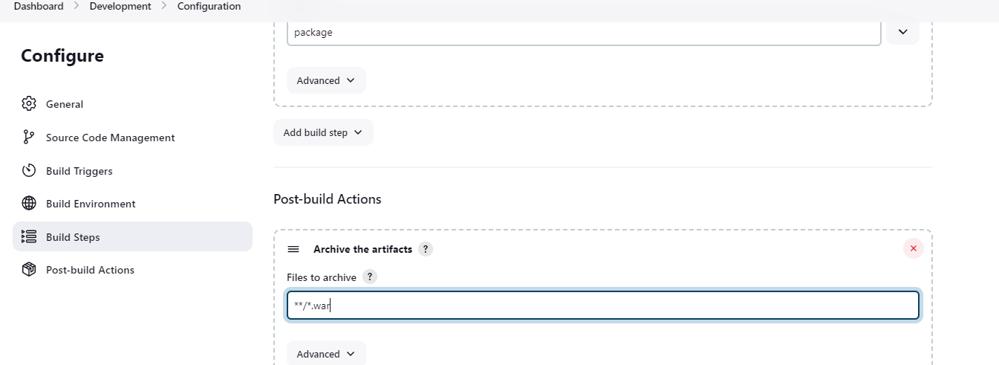 Dashboard > Development > Configuration
Configure
General
Source Code Management
Build Triggers
Build Environment
Build Steps
Post-build Actions
package
Advanced
Add build step
Post-build Actions
Archive the artifacts ?
Files to archive ?
**/*.war
Advanced